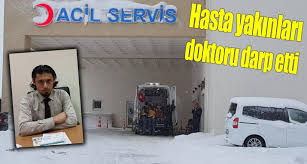 ACİL SERVİS
Hasta yakınları
doktoru darp etti